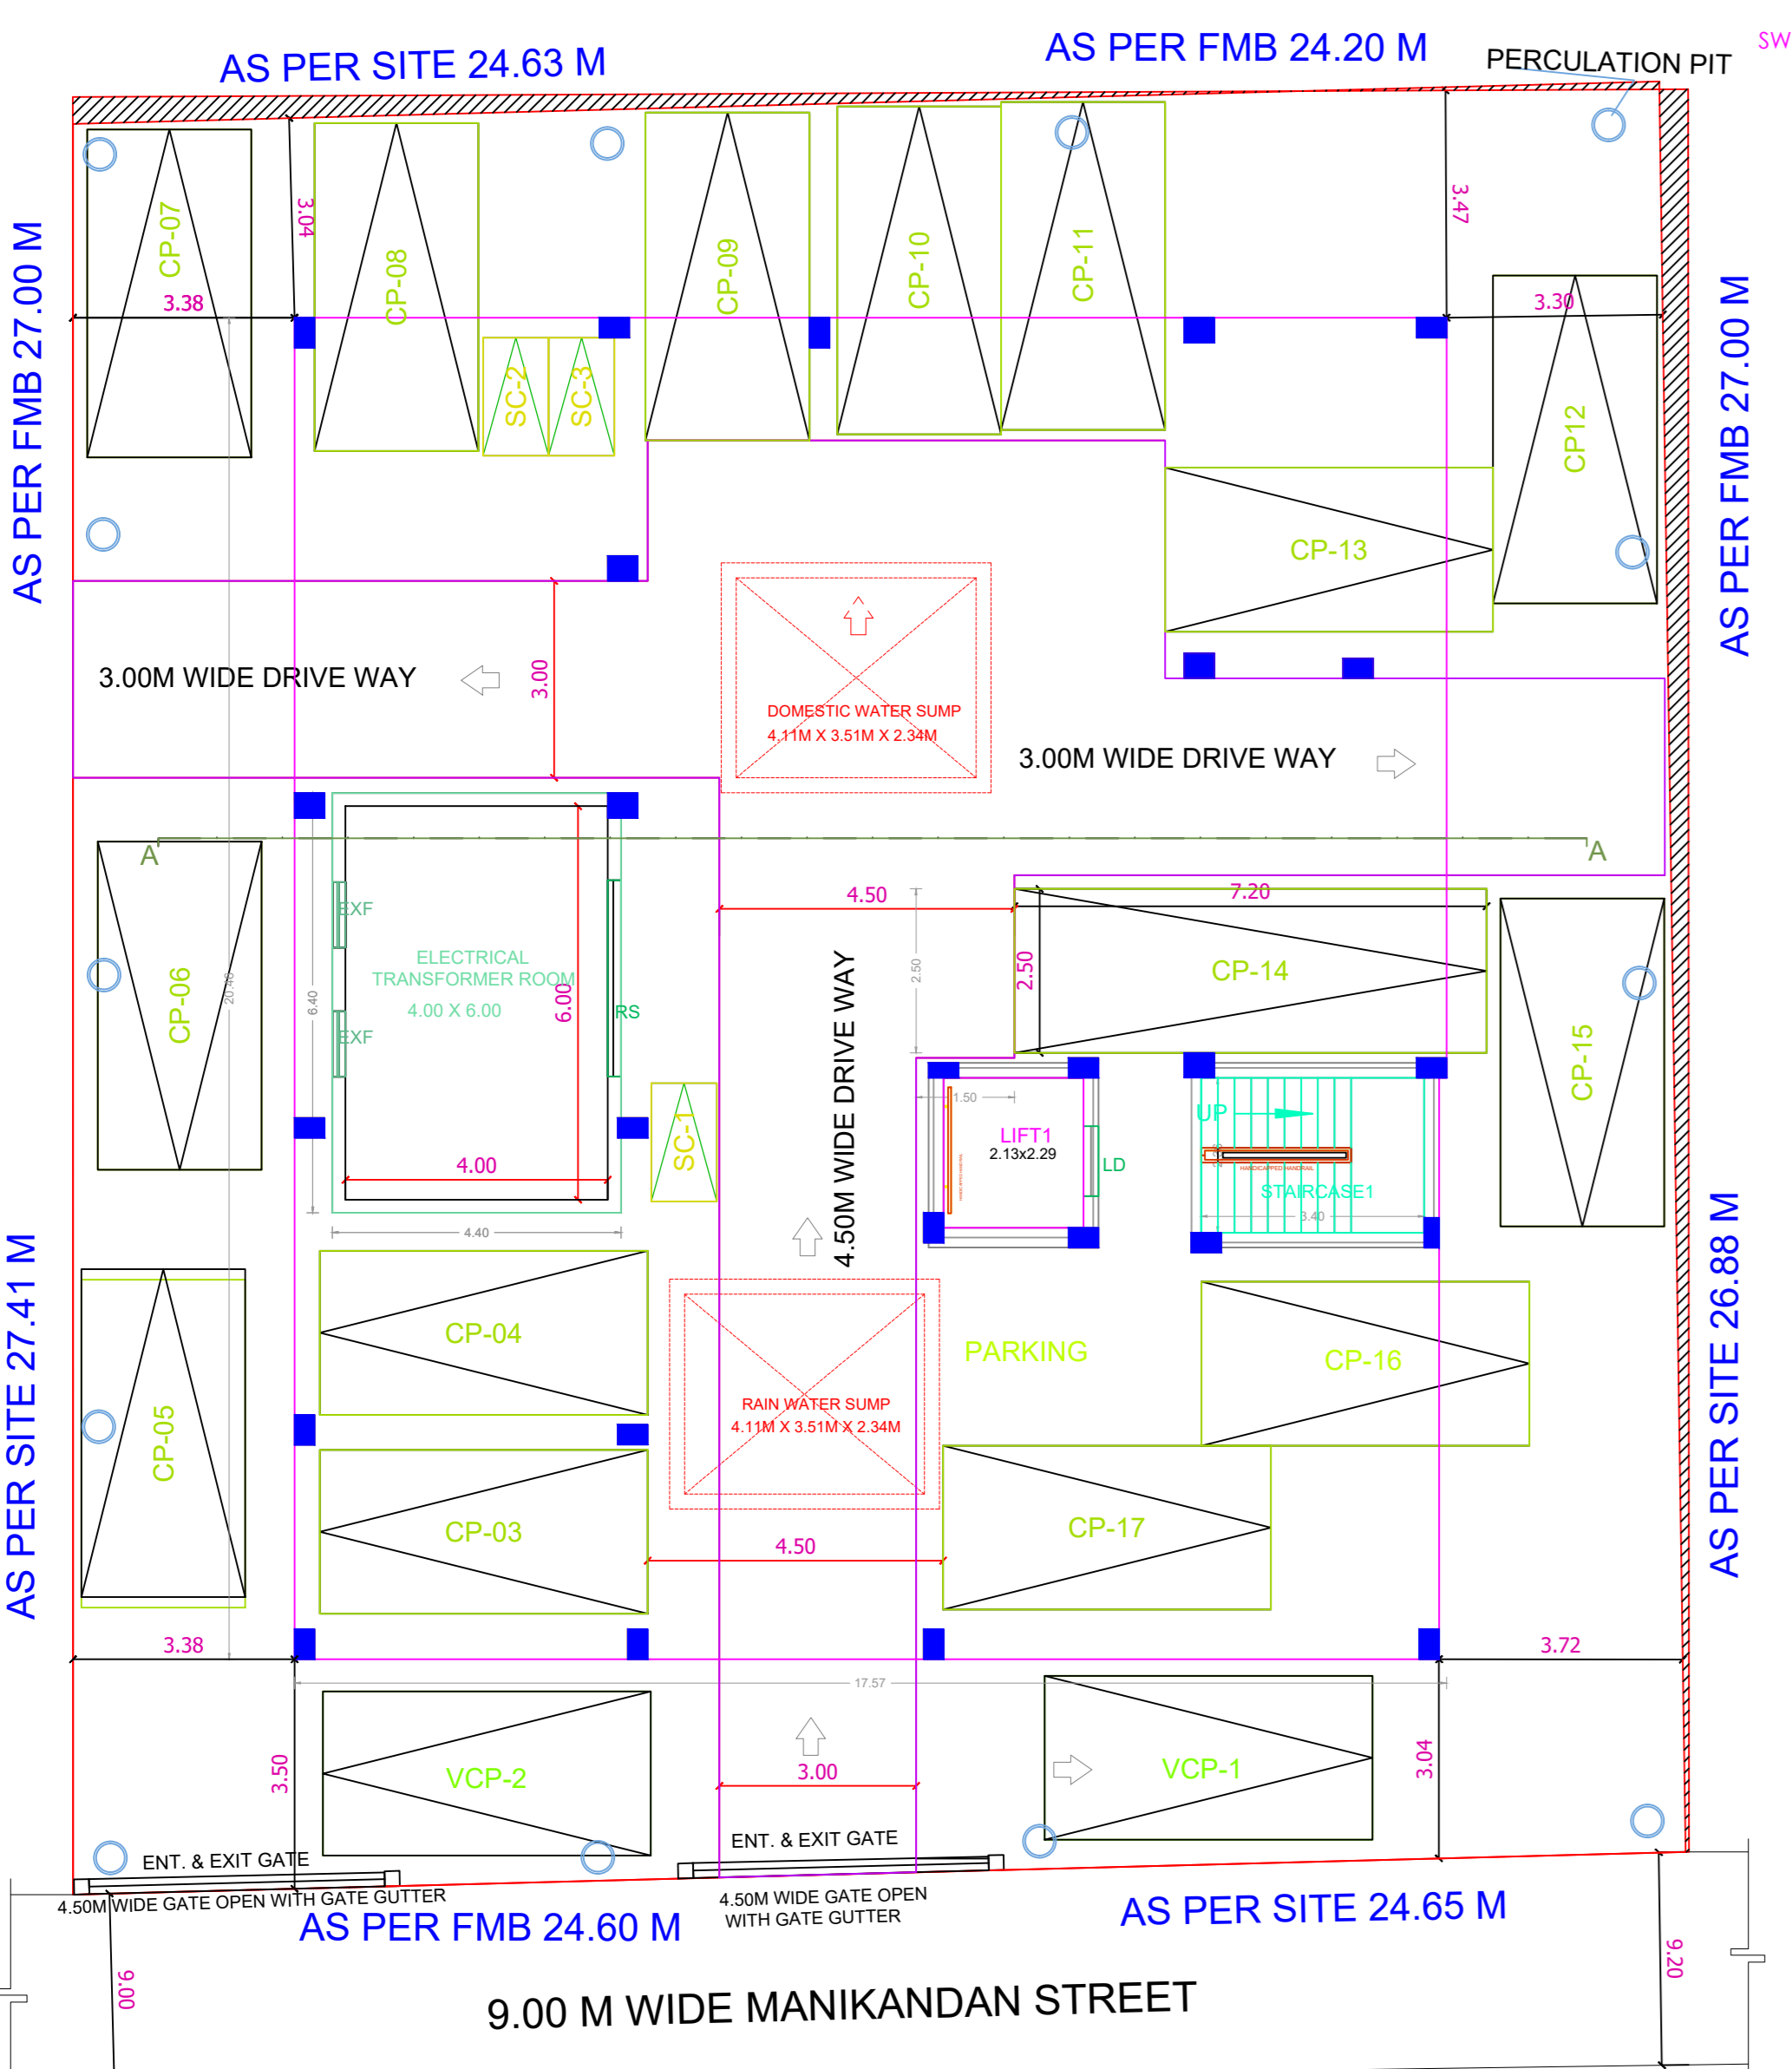 AS PER SITE 24.63 M
AS PER FMB 24.20 M
SW
PERCULATION PIT
CP-07
3.04
CP-08
CP-09
CP-10
CP-11
3.47
3.38
3.30
AS PER FMB 27.00 M
AS PER FMB 27.00 M
SC-2
SC-3
CP12
CP-13
3.00M WIDE DRIVE WAY
3.00
DOMESTIC WATER SUMP
4.11M X 3.51M X 2.34M
3.00M WIDE DRIVE WAY
A
A
EXF
4.50
7.20
ELECTRICAL
TRANSFORMER ROOM
4.00 X 6.00
CP-06
20.40
6.40
6.00
RS
EXF
2.50
2.50
CP-14
4.50M WIDE DRIVE WAY
CP-15
1.50
SC-1
LIFT1
2.13x2.29
LD
UP
HANDICAPPED HANDRAIL
STAIRCASE1
3.40
4.00
4.40
AS PER SITE 27.41 M
AS PER SITE 26.88 M
CP-04
PARKING
CP-16
CP-05
RAIN WATER SUMP
4.11M X 3.51M X 2.34M
CP-03
CP-17
4.50
3.38
3.72
17.57
3.50
VCP-2
3.00
VCP-1
3.04
ENT. & EXIT GATE
ENT. & EXIT GATE
4.50M WIDE GATE OPEN WITH GATE GUTTER
4.50M WIDE GATE OPEN
WITH GATE GUTTER
AS PER FMB 24.60 M
AS PER SITE 24.65 M
9.00
9.20
9.00 M WIDE MANIKANDAN STREET